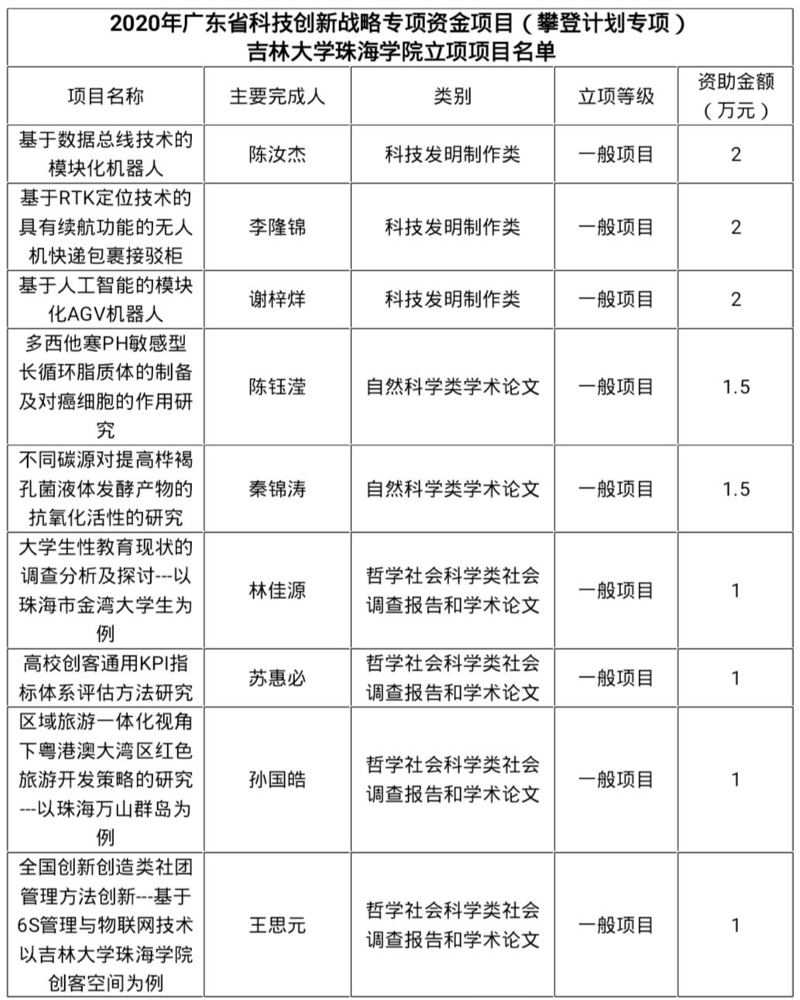 2020年广东省科技创新战略专项资金项目（攀登计划专项）
吉林大学珠海学院立项项目名单
项目名称
主要完成人
类别
立项等级
资助金额
（万元）
基于数据总线技术的
模块化机器人
陈汝杰
科技发明制作类
一般项目
2
基于RTK定位技术的
具有续航功能的无人
机快递包裹接驳柜
李隆锦
科技发明制作类
一般项目
2
基于人工智能的模块
化AGV机器人
谢梓烊
科技发明制作类
一般项目
2
多西他寒PH敏感型
长循环脂质体的制备
及对癌细胞的作用研
究
陈钰滢
自然科学类学术论文
一般项目
1.5
不同碳源对提高桦褐
孔菌液体发酵产物的
抗氧化活性的研究
秦锦涛
自然科学类学术论文
一般项目
1.5
大学生性教育现状的
调查分析及探讨---以
珠海市金湾大学生为
例
林佳源
哲学社会科学类社会
调查报告和学术论文
一般项目
1
高校创客通用KPI指
标体系评估方法研究
苏惠必
哲学社会科学类社会
调查报告和学术论文
一般项目
1
区域旅游一体化视角
下粤港澳大湾区红色
旅游开发策略的研究
---以珠海万山群岛为
例
孙国皓
哲学社会科学类社会
调查报告和学术论文
一般项目
1
全国创新创造类社团
管理方法创新---基于
6S管理与物联网技术
以吉林大学珠海学院
创客空间为例
王思元
哲学社会科学类社会
调查报告和学术论文
一般项目
1